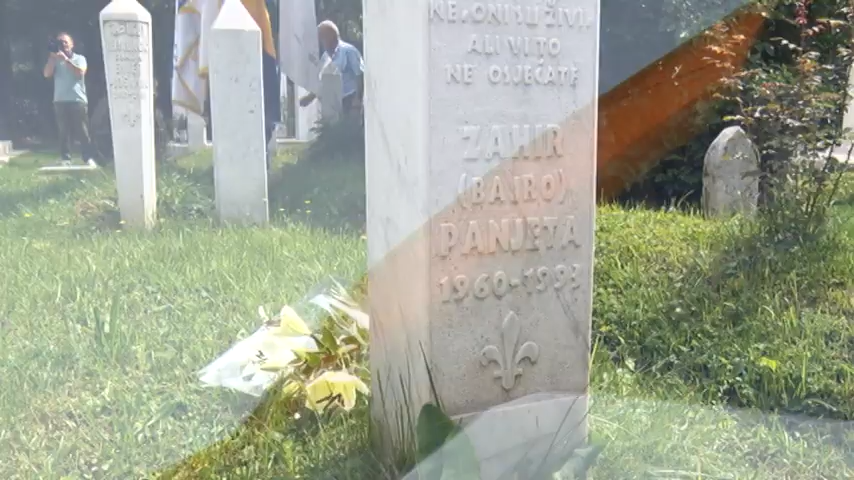 NE, ONI SU ŽIVI,
ALI VI TO
NE OSJEĆATE
ZAHIR
(BAJRO)
PANJETA
1960-1993